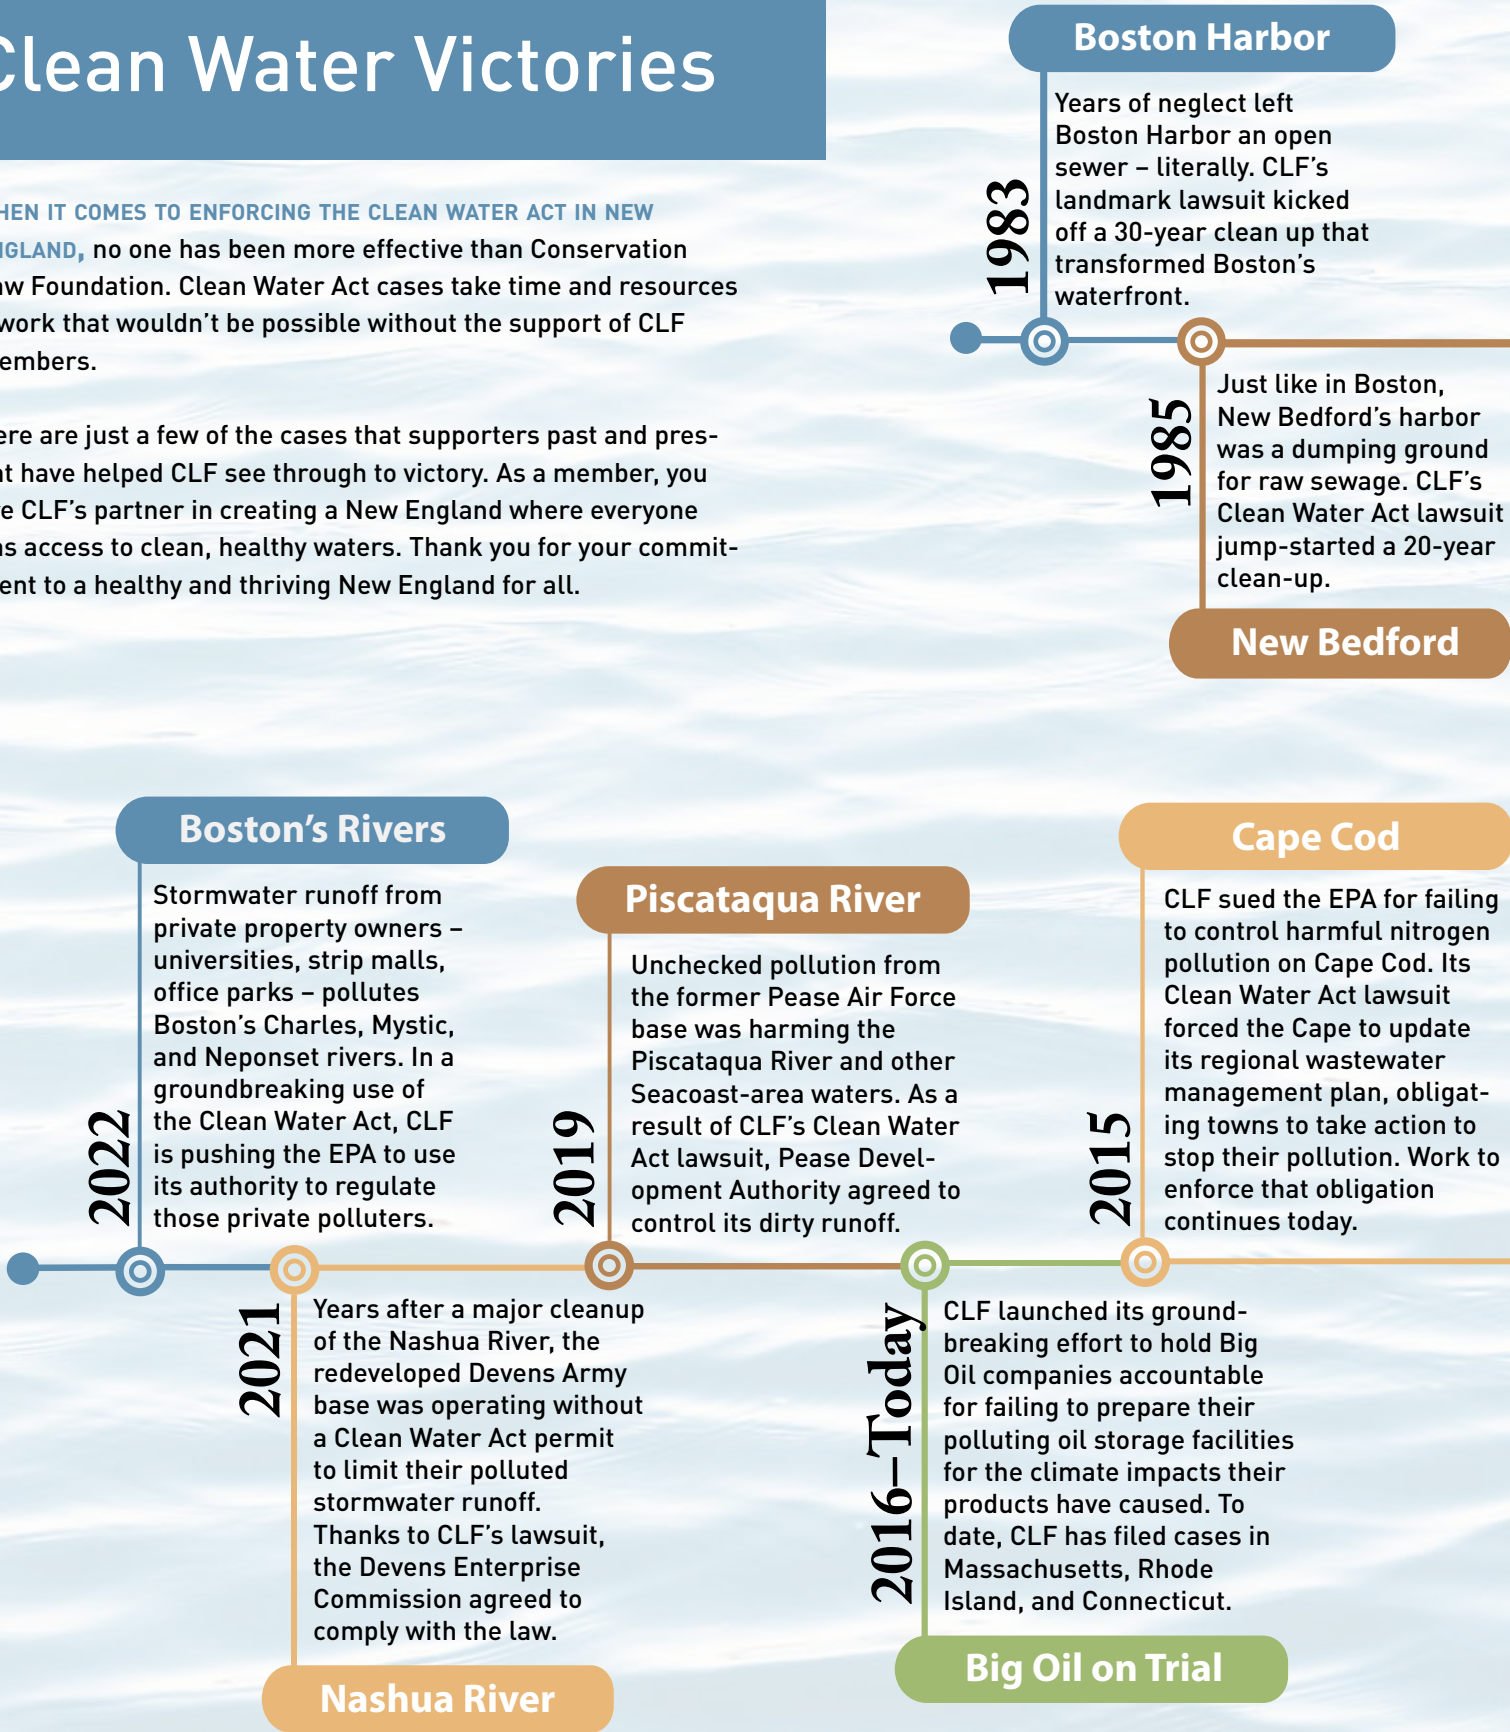 Clean Water Victories
HEN IT COMES TO ENFORCING THE CLEAN WATER ACT IN NEW
NGLAND, no one has been more effective than Conservation
aw Foundation. Clean Water Act cases take time and resources
work that wouldn't be possible without the support of CLF
embers.
ere are just a few of the cases that supporters past and pres-
nt have helped CLF see through to victory. As a member, you
re CLF's partner in creating a New England where everyone
as access to clean, healthy waters. Thank you for your commit-
ent to a healthy and thriving New England for all.
Boston Harbor
1983
Years of neglect left
Boston Harbor an open
sewer – literally. CLF's
landmark lawsuit kicked
off a 30-year clean up that
transformed Boston's
waterfront.
1985
Just like in Boston,
New Bedford's harbor
was a dumping ground
for raw sewage. CLF's
Clean Water Act lawsuit
jump-started a 20-year
clean-up.
New Bedford
Boston's Rivers
2022
Stormwater runoff from
private property owners –
universities, strip malls,
office parks – pollutes
Boston's Charles, Mystic,
and Neponset rivers. In a
groundbreaking use of
the Clean Water Act, CLF
is pushing the EPA to use
its authority to regulate
those private polluters.
2021
Years after a major cleanup
of the Nashua River, the
redeveloped Devens Army
base was operating without
a Clean Water Act permit
to limit their polluted
stormwater runoff.
Thanks to CLF's lawsuit,
the Devens Enterprise
Commission agreed to
comply with the law.
Nashua River
Piscataqua River
2019
Unchecked pollution from
the former Pease Air Force
base was harming the
Piscataqua River and other
Seacoast-area waters. As a
result of CLF's Clean Water
Act lawsuit, Pease Devel-
opment Authority agreed to
control its dirty runoff.
2016–Today
CLF launched its ground-
breaking effort to hold Big
Oil companies accountable
for failing to prepare their
polluting oil storage facilities
for the climate impacts their
products have caused. To
date, CLF has filed cases in
Massachusetts, Rhode
Island, and Connecticut.
Big Oil on Trial
Cape Cod
2015
CLF sued the EPA for failing
to control harmful nitrogen
pollution on Cape Cod. Its
Clean Water Act lawsuit
forced the Cape to update
its regional wastewater
management plan, obligat-
ing towns to take action to
stop their pollution. Work to
enforce that obligation
continues today.